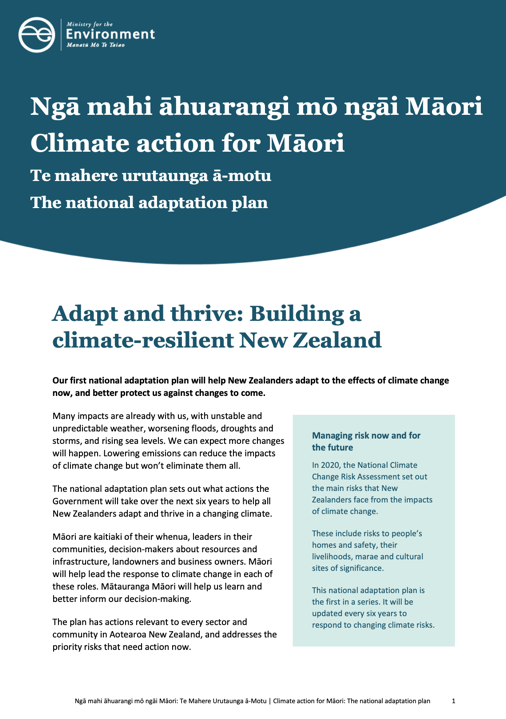 Ministry for the
Environment
Manatū Mō Te Taiao
Ngā mahi āhuarangi mō ngāi Māori
Climate action for Māori
Te mahere urutaunga ā-motu
The national adaptation plan
Adapt and thrive: Building a
climate-resilient New Zealand
Our first national adaptation plan will help New Zealanders adapt to the effects of climate change
now, and better protect us against changes to come.
Many impacts are already with us, with unstable and
unpredictable weather, worsening floods, droughts and
storms, and rising sea levels. We can expect more changes
will happen. Lowering emissions can reduce the impacts
of climate change but won’t eliminate them all.
The national adaptation plan sets out what actions the
Government will take over the next six years to help all
New Zealanders adapt and thrive in a changing climate.
Māori are kaitiaki of their whenua, leaders in their
communities, decision-makers about resources and
infrastructure, landowners and business owners. Māori
will help lead the response to climate change in each of
these roles. Mātauranga Māori will help us learn and
better inform our decision-making.
The plan has actions relevant to every sector and
community in Aotearoa New Zealand, and addresses the
priority risks that need action now.
Managing risk now and for
the future
In 2020, the National Climate
Change Risk Assessment set out
the main risks that New
Zealanders face from the impacts
of climate change.
These include risks to people’s
homes and safety, their
livelihoods, marae and cultural
sites of significance.
This national adaptation plan is
the first in a series. It will be
updated every six years to
respond to changing climate risks.
Ngā mahi āhuarangi mō ngāi Māori: Te Mahere Urutaunga ā-Motu | Climate action for Māori: The national adaptation plan 1